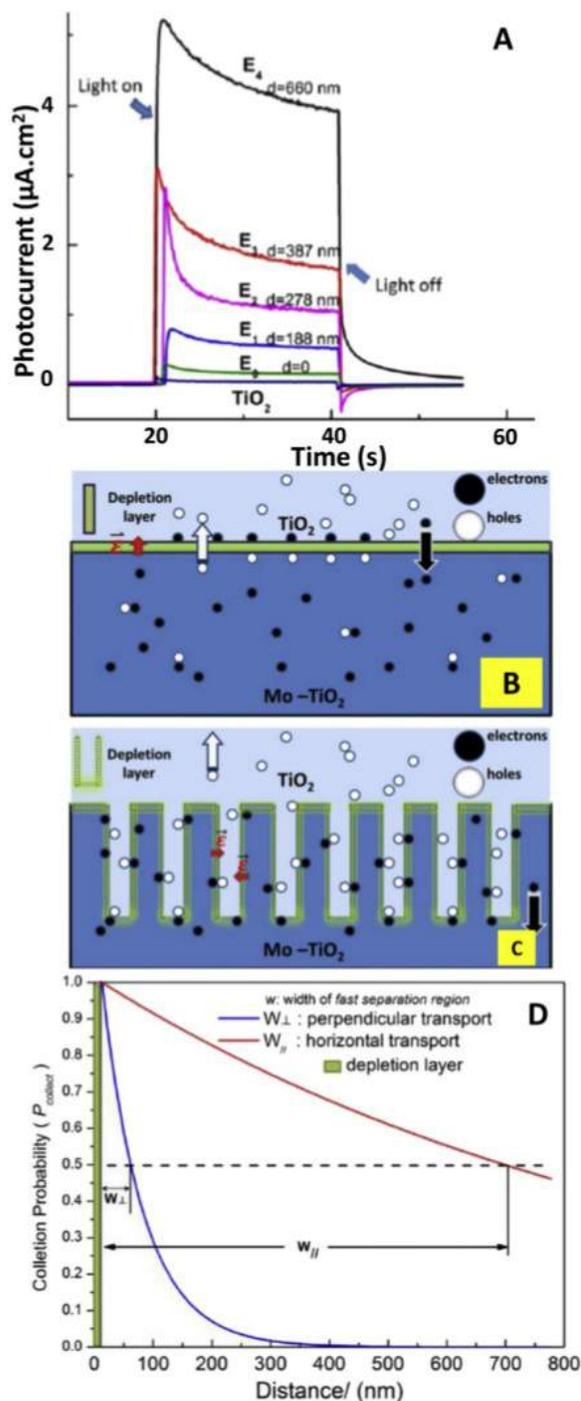 A
E4 d=660 nm
Light on
4
Photocurrent (µA.cm²)
E3 d=387 nm
2
Light off
E2 d=278 nm
E1 d=188 nm
E0 d=0
0
TiO2
20
40
60
Time (s)
electrons
Depletion
layer
TiO2
holes
Mo –TiO2
B
electrons
Depletion
layer
TiO2
holes
Mo –TiO2
C
1.0
w: width of fast separation region
D
W⊥ : perpendicular transport
W// : horizontal transport
depletion layer
0.9
0.8
0.7
0.6
0.5
0.4
0.3
0.2
0.1
0.0
Colletion Probability ( Pcollect )
W⊥
w//
0
100
200
300
400
500
600
700
800
Distance/ (nm)